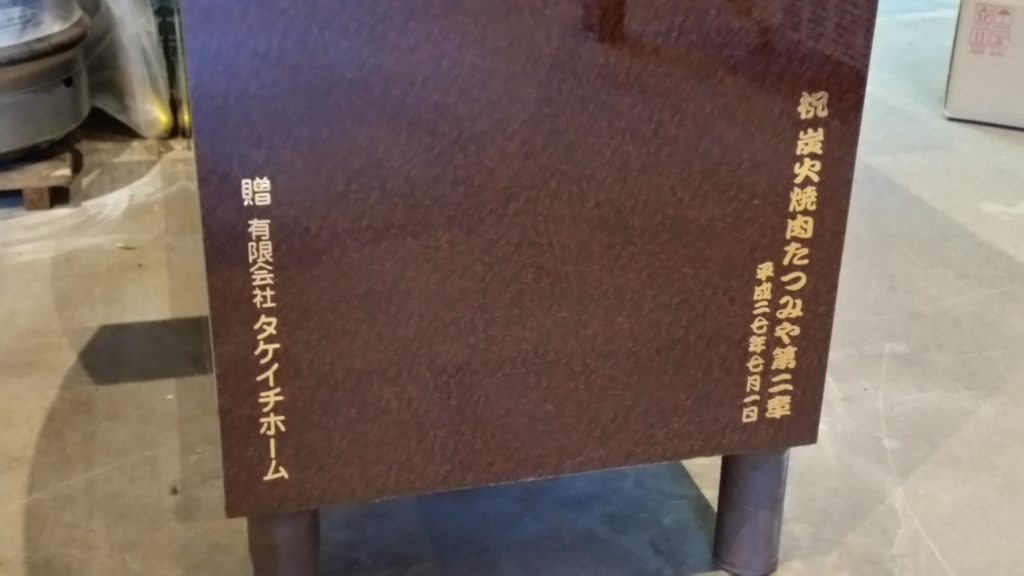 祝 炭火焼肉たつみや第二章
平成二七年七月一日
贈 有限会社 タケイチホーム